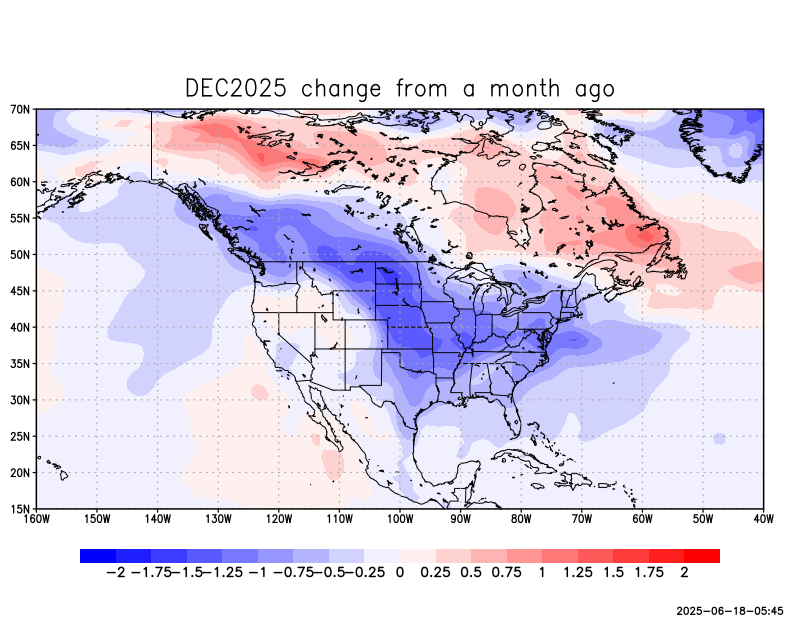 DEC2025 change from a month ago
70N
65N
60N
55N
50N
45N
40N
35N
30N
25N
20N
15N
160W 150W 140W 130W 120W 110W 100W 90W 80W 70W 60W 50W 40W
−2 −1.75 −1.5 −1.25 −1 −0.75 −0.5 −0.25 0 0.25 0.5 0.75 1 1.25 1.5 1.75 2
2025-06-18-05:45